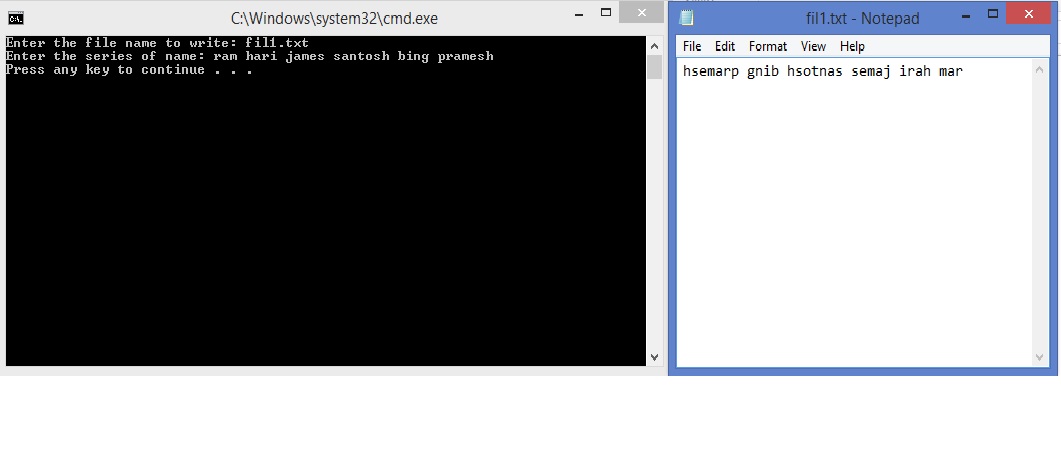 C:\Windows\system32\cmd.exe
Enter the file name to write: fil1.txt
Enter the series of name: ram hari james santosh bing pramesh
Press any key to continue . . .
fil1.txt - Notepad
File Edit Format View Help
hsemarp gnib hsotnas semaj irah mar